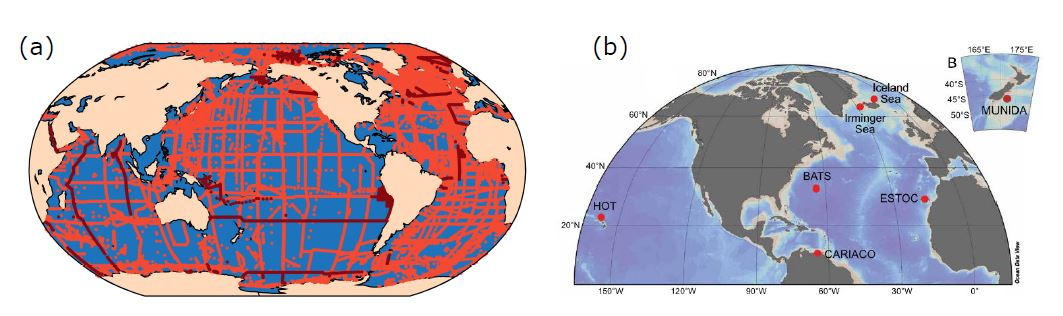 (a)
(b)
165°E 175°E
B
40°S
45°S
50°S
MUNIDA
80°N
60°N
40°N
20°N
Iceland
Sea
Irminger
Sea
BATS
ESTOC
HOT
CARIACO
150°W 120°W 90°W 60°W 30°W 0°
Ocean Data View